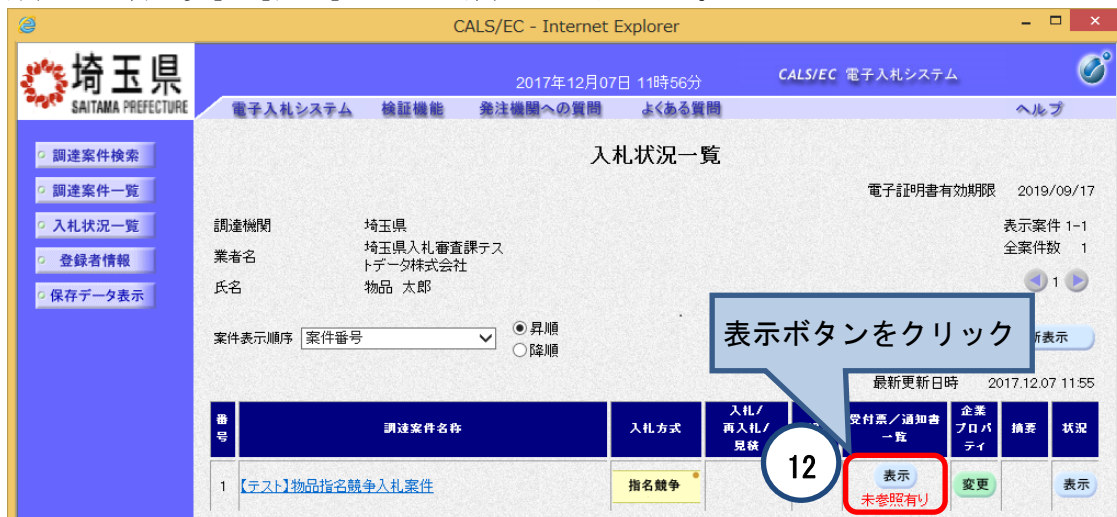 CALS/EC - Internet Explorer
埼玉県
SAITAMA PREFECTURE
2017年12月07日 11時56分
CALS/EC 電子入札システム
電子入札システム 検証機能 発注機関への質問 よくある質問 ヘルプ
調達案件検索
調達案件一覧
入札状況一覧
登録者情報
保存データ表示
入札状況一覧
電子証明書有効期限 2019/09/17
調達機関 埼玉県
表示案件 1-1
業者名 埼玉県入札審査課テス
トデータ株式会社
全案件数 1
氏名 物品 太郎
1
案件表示順序 案件番号
昇順
降順
表示ボタンをクリック
表示
最新更新日時 2017.12.07 11:55
番号
調達案件名称
入札方式
入札/
再入札/
見積
受付票/通知書
一覧
企業
プロパ
ティ
摘要
状況
12
1 【テスト】物品指名競争入札案件
指名競争
表示
未参照有り
変更
表示